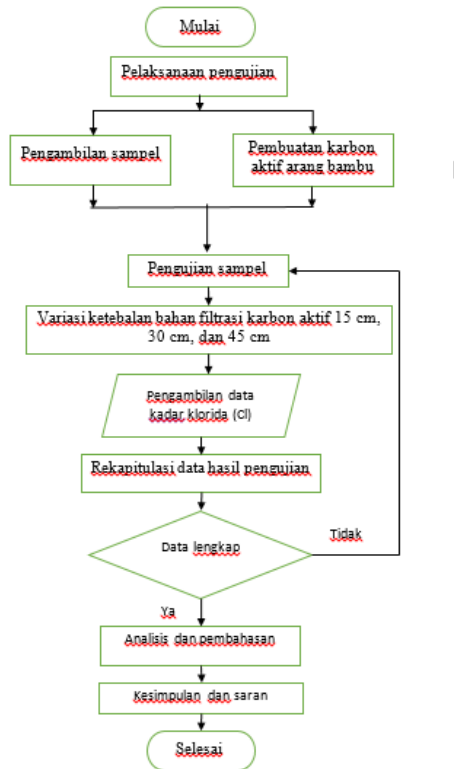 Mulai
Pelaksanaan pengujian
Pengambilan sampel
Pembuatan karbon
aktif arang bambu
Pengujian sampel
Variasi ketebalan bahan filtrasi karbon aktif 15 cm,
30 cm, dan 45 cm
Pengambilan data
kadar klorida (Cl)
Rekapitulasi data hasil pengujian
Data lengkap
Tidak
Ya
Analisis dan pembahasan
Kesimpulan dan saran
Selesai